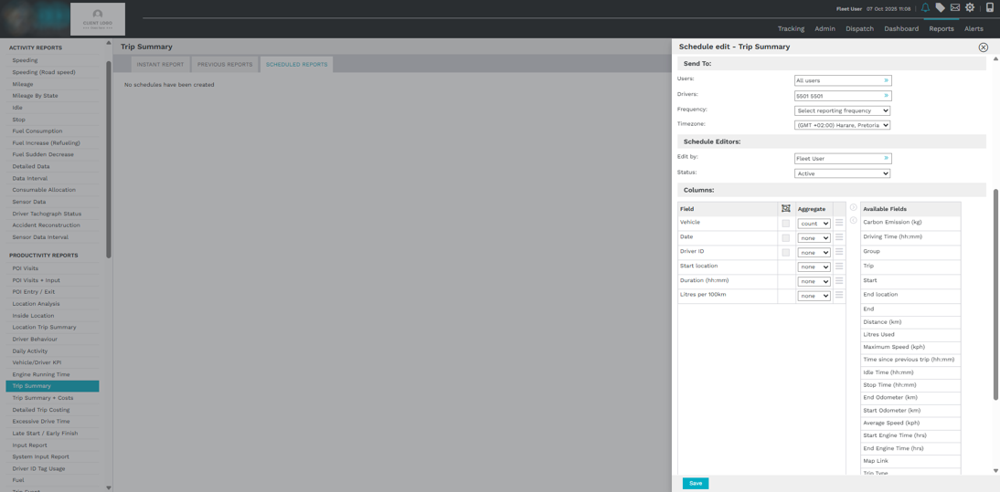 CLIENT LOGO
Fleet User 07 Oct 2025 11:08
Tracking Admin Dispatch Dashboard Reports Alerts
ACTIVITY REPORTS
Speeding
Speeding (Road speed)
Mileage
Mileage By State
Idle
Stop
Fuel Consumption
Fuel Increase (Refueling)
Fuel Sudden Decrease
Detailed Data
Data Interval
Consumable Allocation
Sensor Data
Driver Tachograph Status
Accident Reconstruction
Sensor Data Interval
PRODUCTIVITY REPORTS
POI Visits
POI Visits + Input
POI Entry / Exit
Location Analysis
Inside Location
Location Trip Summary
Driver Behaviour
Daily Activity
Vehicle/Driver KPI
Engine Running Time
Trip Summary
Trip Summary + Costs
Detailed Trip Costing
Excessive Drive Time
Late Start / Early Finish
Input Report
System Input Report
Driver ID Tag Usage
Fuel
Trip Event
Trip Summary
INSTANT REPORT PREVIOUS REPORTS SCHEDULED REPORTS
No schedules have been created
Schedule edit - Trip Summary
Send To:
Users: All users »
Drivers: 5501 5501 »
Frequency: Select reporting frequency
Timezone: (GMT +02:00) Harare, Pretoria
Schedule Editors:
Edit by: Fleet User »
Status: Active
Columns:
Field Aggregate
Vehicle count
Date none
Driver ID none
Start location none
Duration (hh:mm) none
Litres per 100km none
Available Fields
Carbon Emission (kg)
Driving Time (hh:mm)
Group
Trip
Start
End location
End
Distance (km)
Litres Used
Maximum Speed (kph)
Time since previous trip (hh:mm)
Idle Time (hh:mm)
Stop Time (hh:mm)
End Odometer (km)
Start Odometer (km)
Average Speed (kph)
Start Engine Time (hrs)
End Engine Time (hrs)
Map Link
Trip Type
Save